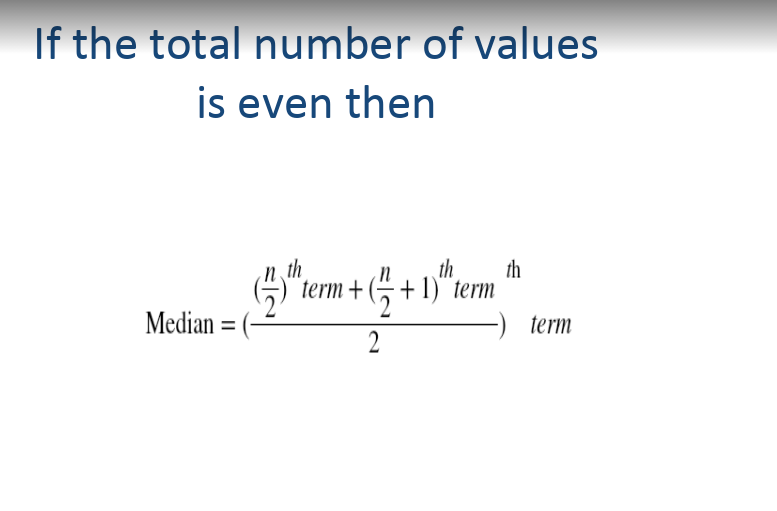 If the total number of values
is even then
Median = ((n/2)^th term + (n/2 + 1)^th term / 2)^th term